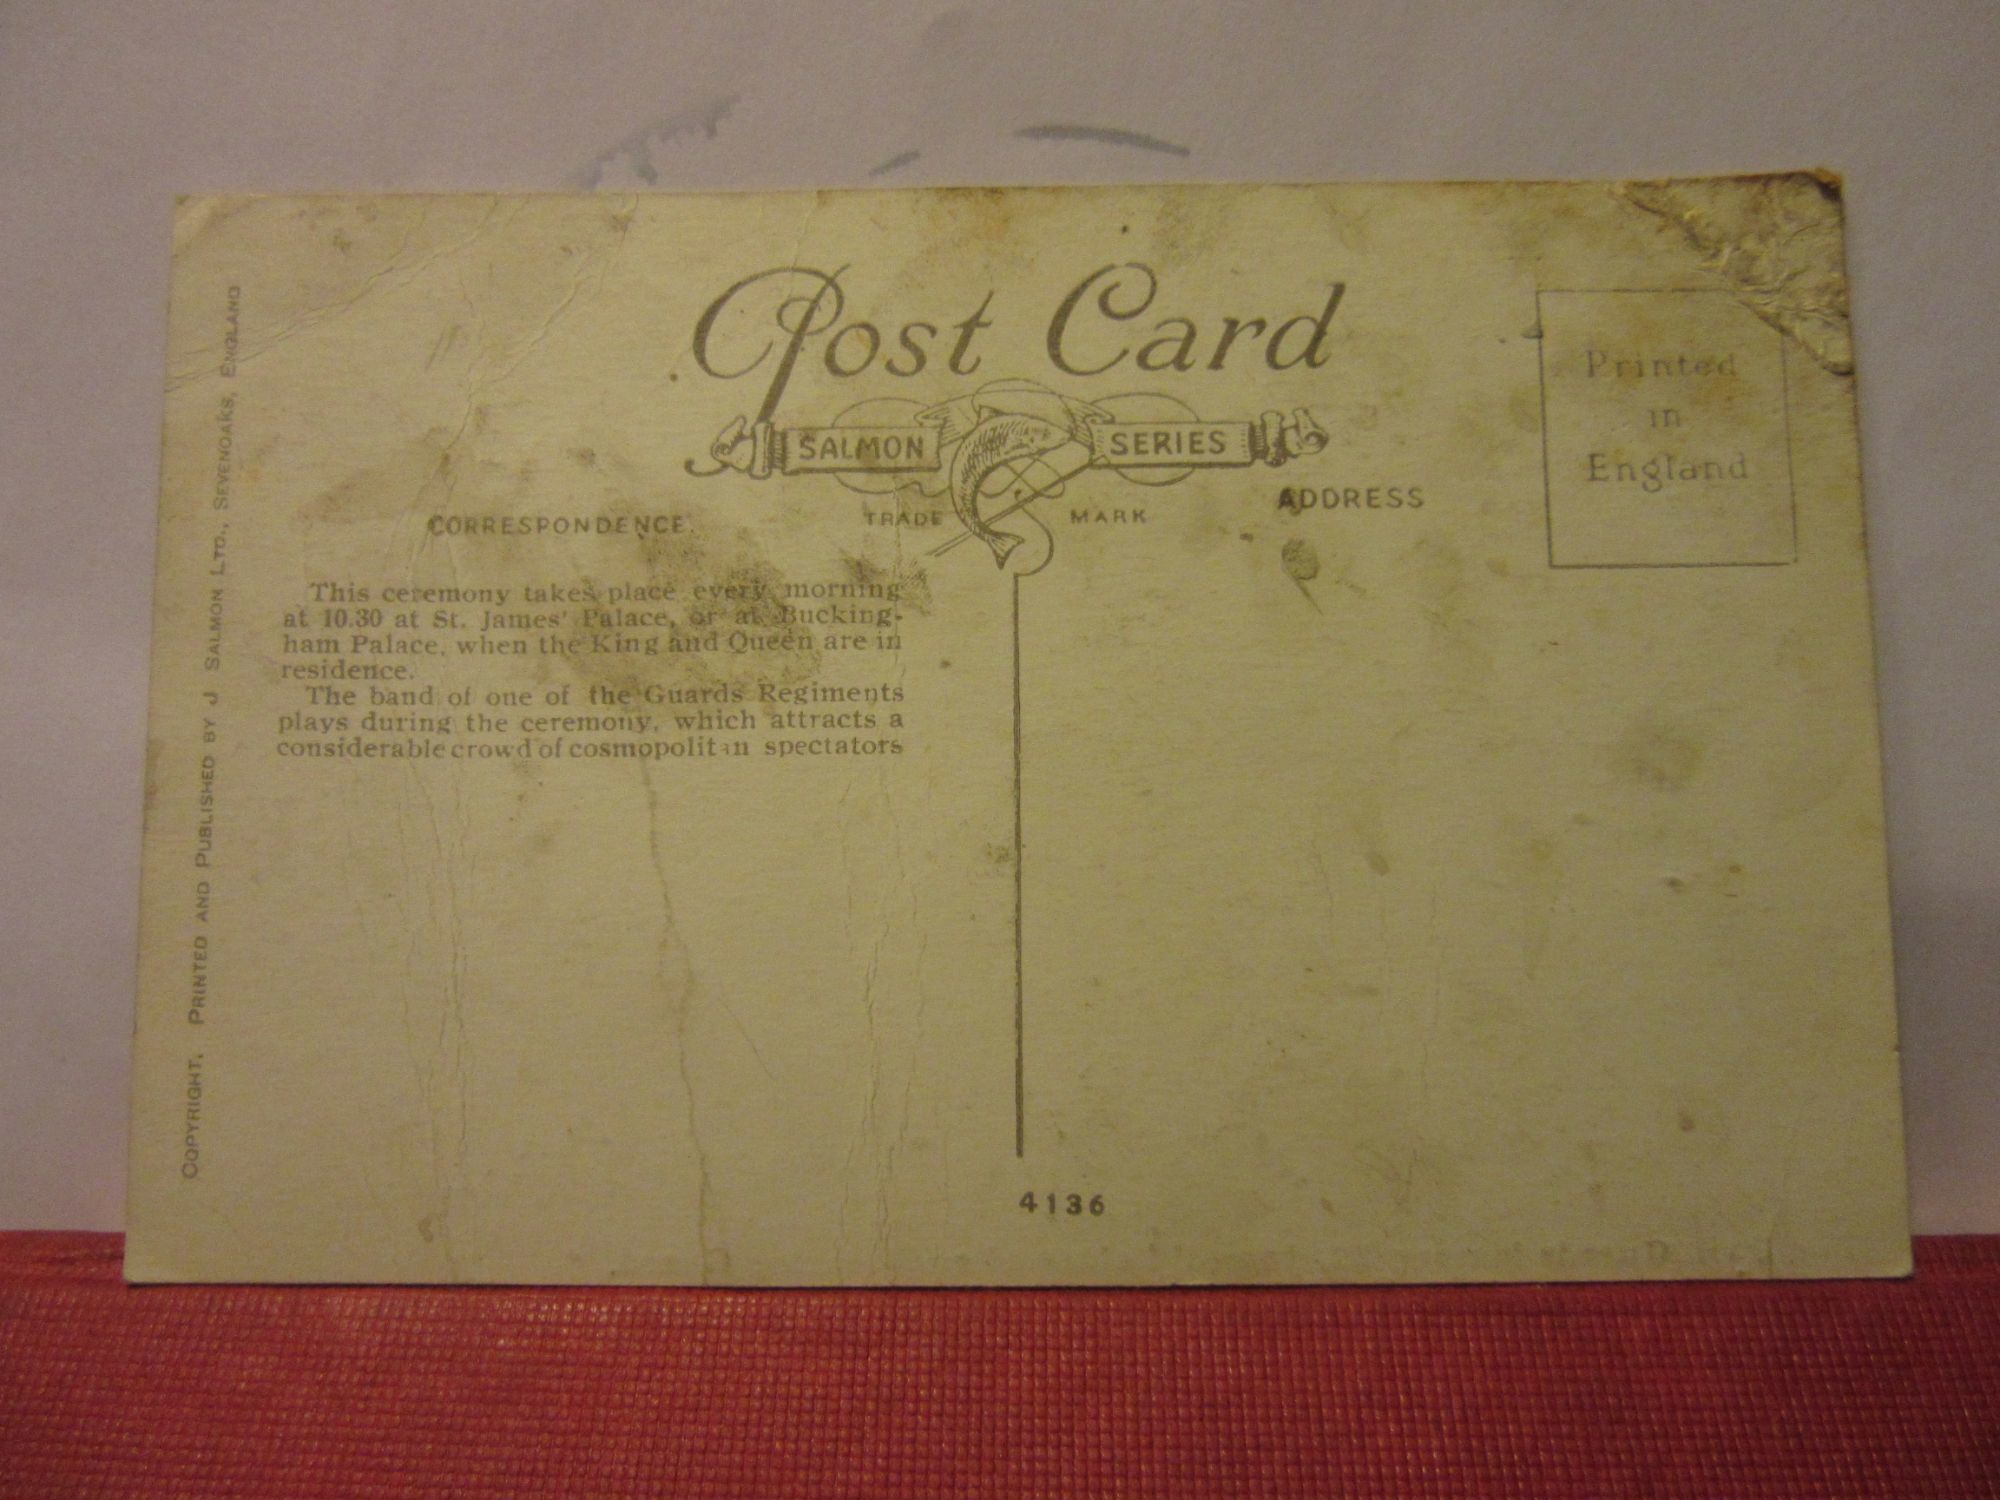 Post Card
SALMON SERIES
TRADE MARK
Printed
in
England
CORRESPONDENCE.
ADDRESS
This ceremony takes place every morning
at 10.30 at St. James' Palace, or at Bucking-
ham Palace, when the King and Queen are in
residence.
The band of one of the Guards Regiments
plays during the ceremony, which attracts a
considerable crowd of cosmopolitan spectators
COPYRIGHT. PRINTED AND PUBLISHED BY J SALMON LTD., SEVENOAKS, ENGLAND
4136